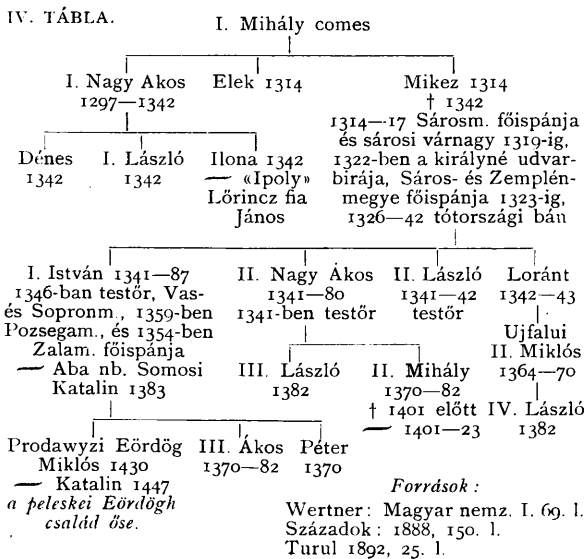 IV. TÁBLA.
I. Mihály comes
I. Nagy Akos
1297—1342
Elek 1314
Mikez 1314
† 1342
1314—17 Sárosm. főispánja
és sárosi várnagy 1319-ig,
1322-ben a királyné udvar-
birája, Sáros- és Zemplén-
megye főispánja 1323-ig,
1326—42 tótországi bán
Dénes
1342
I. László
1342
Ilona 1342
— «Ipoly»
Lőrincz fia
János
I. István 1341—87
1346-ban testőr, Vas-
és Sopronm., 1359-ben
Pozsegam., és 1354-ben
Zalam. főispánja
— Aba nb. Somosi
Katalin 1383
II. Nagy Ákos
1341—80
1341-ben testőr
II. László
1341—42
testőr
Loránt
1342—43
Ujfalui
II. Miklós
1364—70
IV. László
1382
III. László
1382
II. Mihály
1370—82
† 1401 előtt
— 1401—23
Prodawyzi Eördög
Miklós 1430
— Katalin 1447
a peleskei Eördögh
család őse.
III. Ákos
1370—82
Péter
1370
Források :
Wertner: Magyar nemz. I. 69. l.
Századok: 1888, 150. l.
Turul 1892, 25. l.